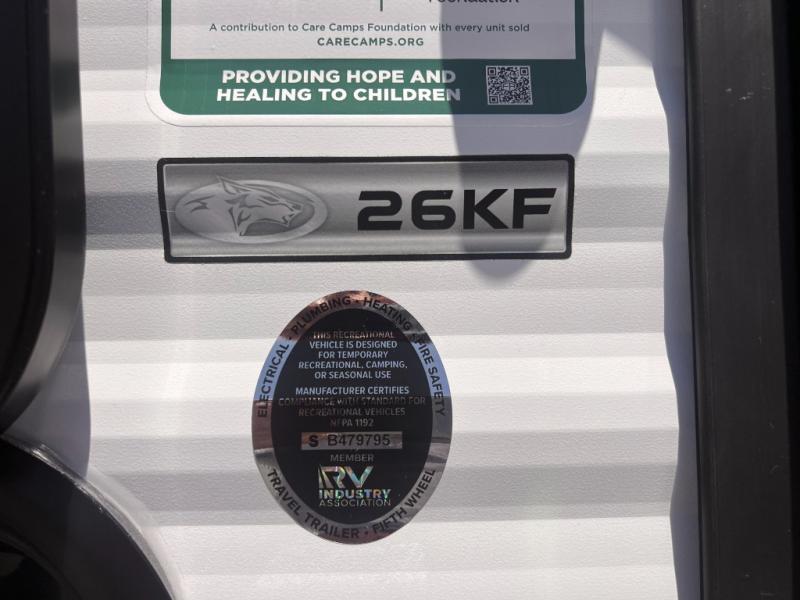 A contribution to Care Camps Foundation with every unit sold
CARECAMPS.ORG
PROVIDING HOPE AND
HEALING TO CHILDREN
26KF
ELECTRICAL • PLUMBING • HEATING • FIRE SAFETY
THIS RECREATIONAL
VEHICLE IS DESIGNED
FOR TEMPORARY
RECREATIONAL, CAMPING,
OR SEASONAL USE
MANUFACTURER CERTIFIES
COMPLIANCE WITH STANDARD FOR
RECREATIONAL VEHICLES
NFPA 1192
S B479795
MEMBER
RV
INDUSTRY
ASSOCIATION
TRAVEL TRAILER • FIFTH WHEEL